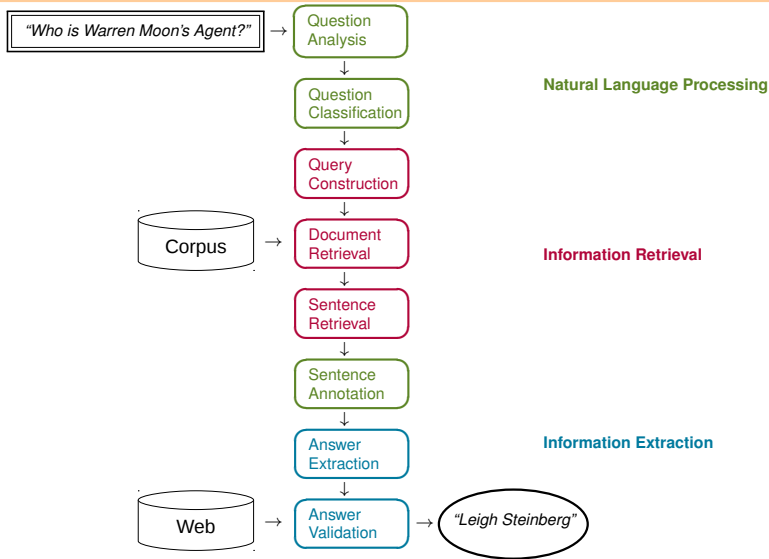 “Who is Warren Moon’s Agent?”
Question
Analysis
Question
Classification
Natural Language Processing
Query
Construction
Corpus
Document
Retrieval
Information Retrieval
Sentence
Retrieval
Sentence
Annotation
Answer
Extraction
Information Extraction
Web
Answer
Validation
“Leigh Steinberg”